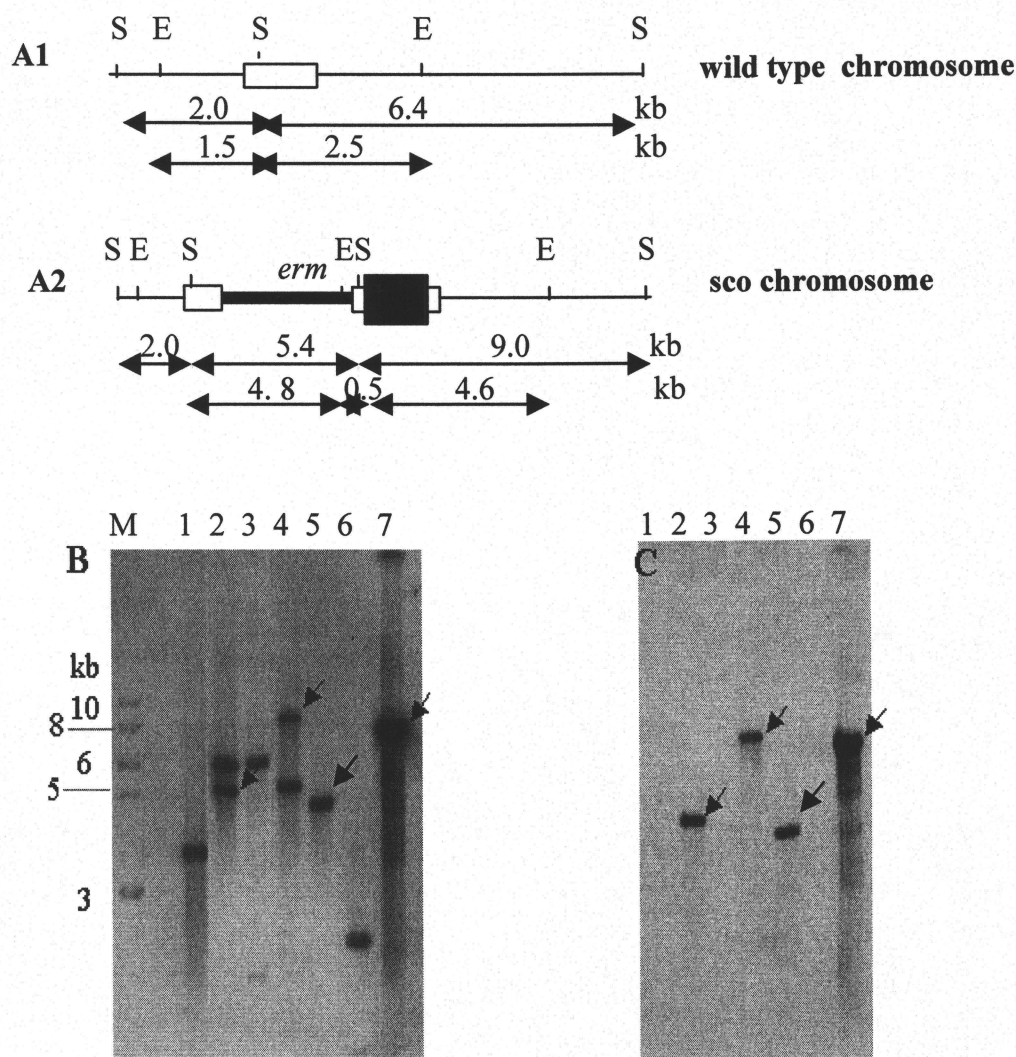 S E S E S
A1 wild type chromosome
2.0 6.4 kb
1.5 2.5 kb
S E S E S E S
A2 erm sco chromosome
2.0 5.4 9.0 kb
4. 8 0.5 4.6 kb
M 1 2 3 4 5 6 7
B
kb
10
8
6
5
3
1 2 3 4 5 6 7
C